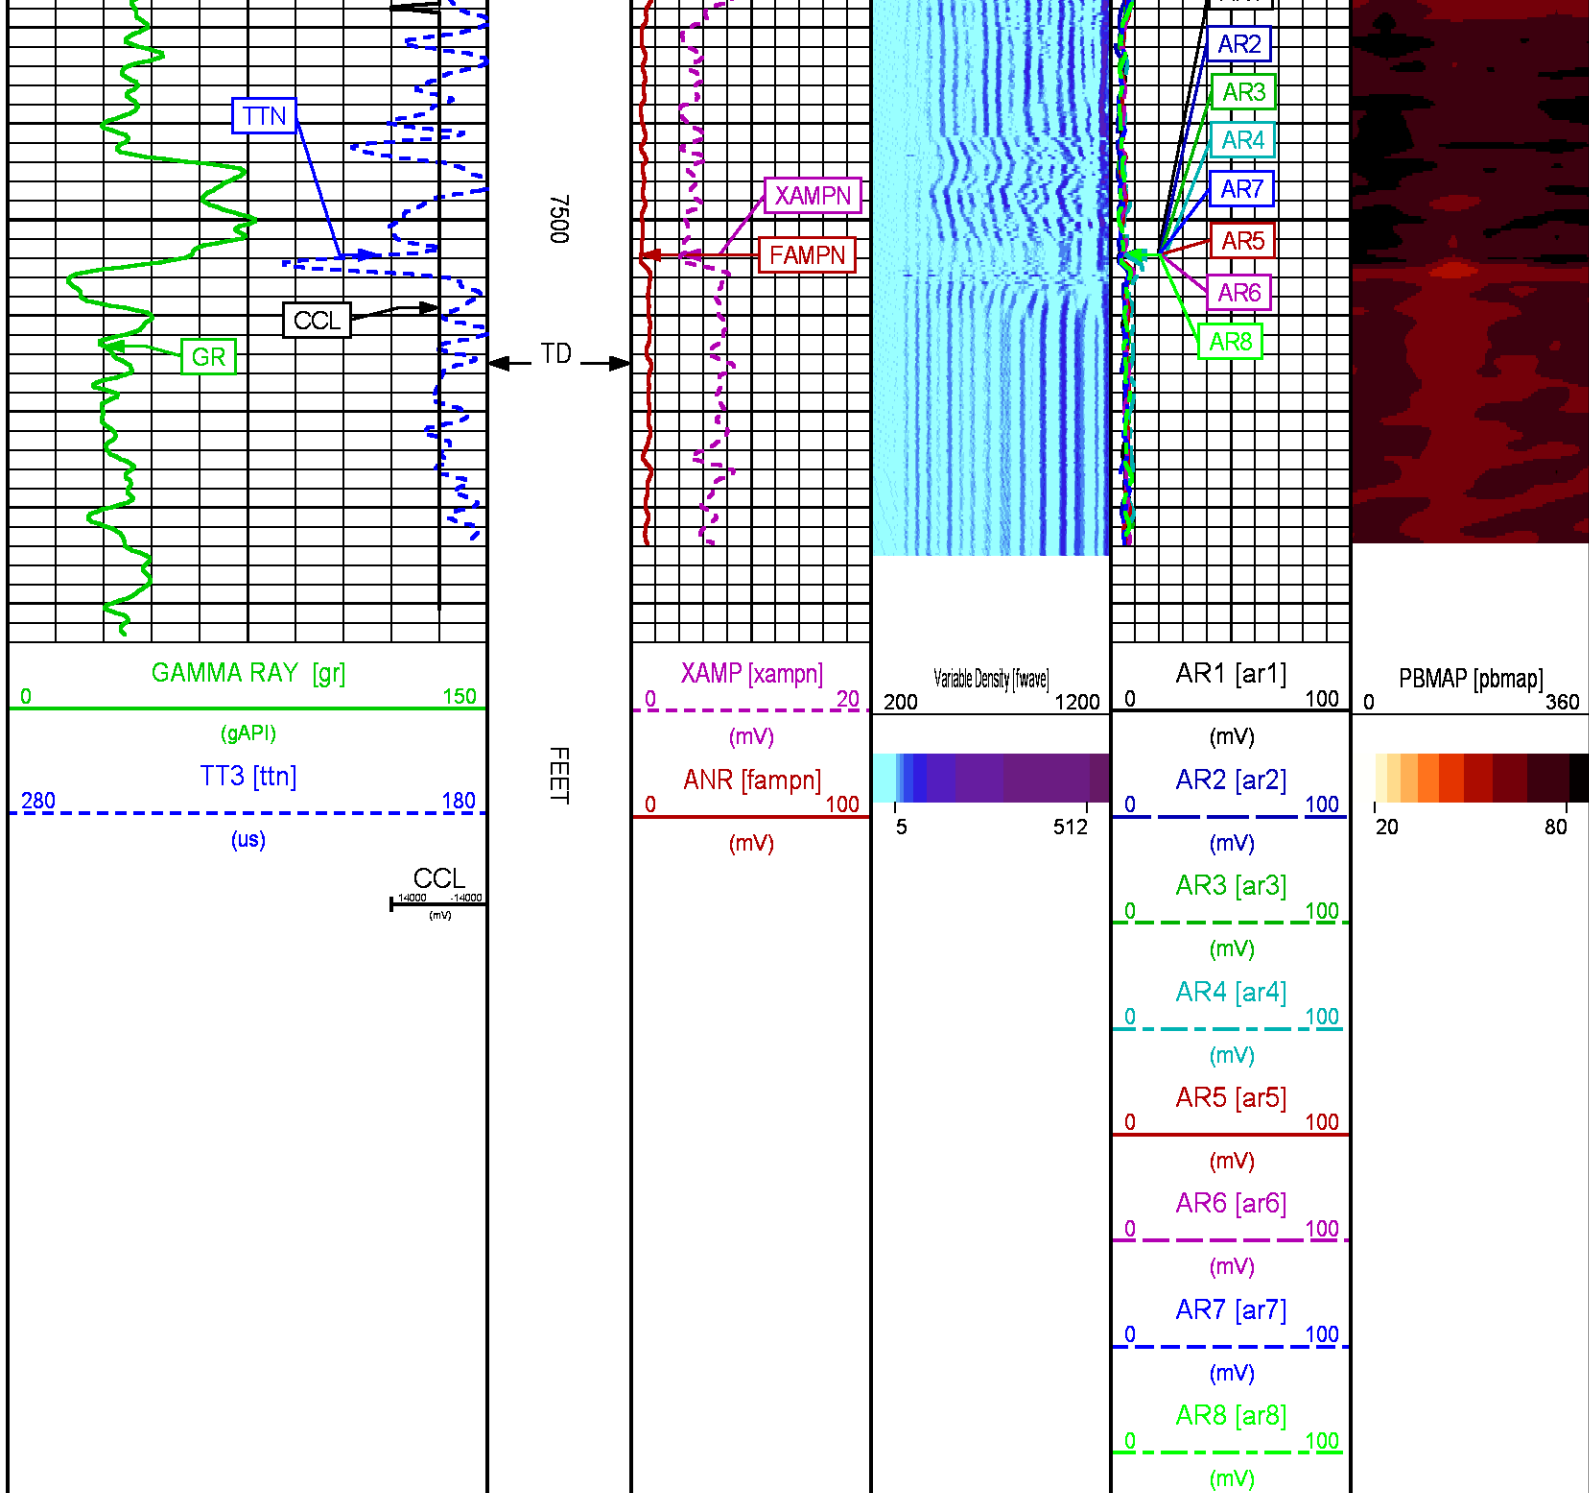 AR2
AR3
TTN
AR4
XAMPN
AR7
7500
AR5
FAMPN
AR6
CCL
AR8
GR
TD
GAMMA RAY [gr]
0 150
(gAPI)
TT3 [ttn]
280 180
(us)
CCL
14000 -14000
(mV)
FEET
XAMP [xampn]
0 20
(mV)
ANR [fampn]
0 100
(mV)
Variable Density [fwave]
200 1200
5 512
AR1 [ar1]
0 100
(mV)
AR2 [ar2]
0 100
(mV)
AR3 [ar3]
0 100
(mV)
AR4 [ar4]
0 100
(mV)
AR5 [ar5]
0 100
(mV)
AR6 [ar6]
0 100
(mV)
AR7 [ar7]
0 100
(mV)
AR8 [ar8]
0 100
(mV)
PBMAP [pbmap]
0 360
20 80